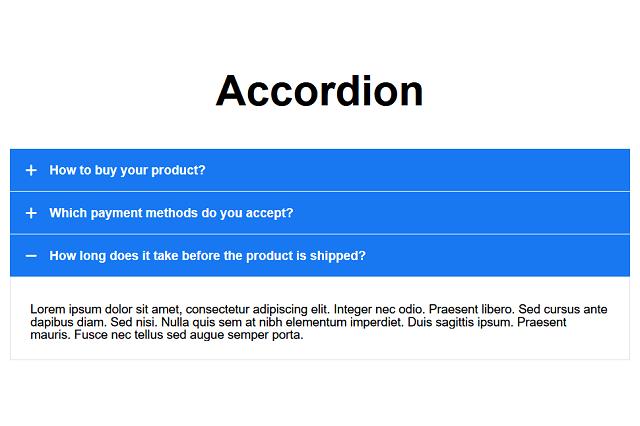 Accordion
How to buy your product?
Which payment methods do you accept?
How long does it take before the product is shipped?
Lorem ipsum dolor sit amet, consectetur adipiscing elit. Integer nec odio. Praesent libero. Sed cursus ante
dapibus diam. Sed nisi. Nulla quis sem at nibh elementum imperdiet. Duis sagittis ipsum. Praesent
mauris. Fusce nec tellus sed augue semper porta.